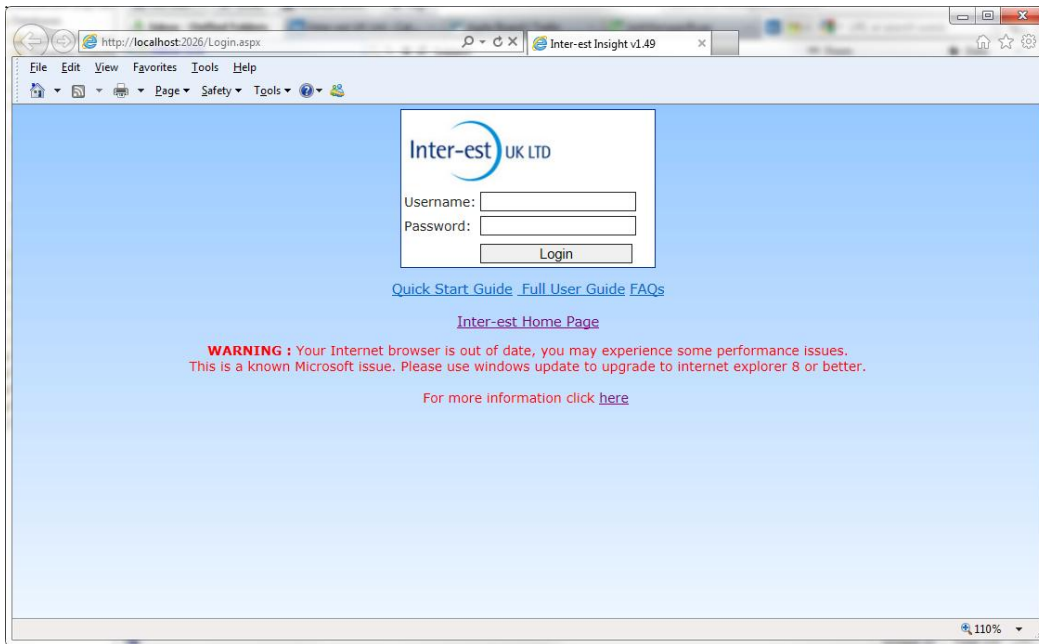 http://localhost:2026/Login.aspx
Inter-est Insight v1.49
File Edit View Favorites Tools Help
Page Safety Tools
Inter-est UK LTD
Username:
Password:
Login
Quick Start Guide Full User Guide FAQs
Inter-est Home Page
WARNING : Your Internet browser is out of date, you may experience some performance issues.
This is a known Microsoft issue. Please use windows update to upgrade to internet explorer 8 or better.
For more information click here
110%